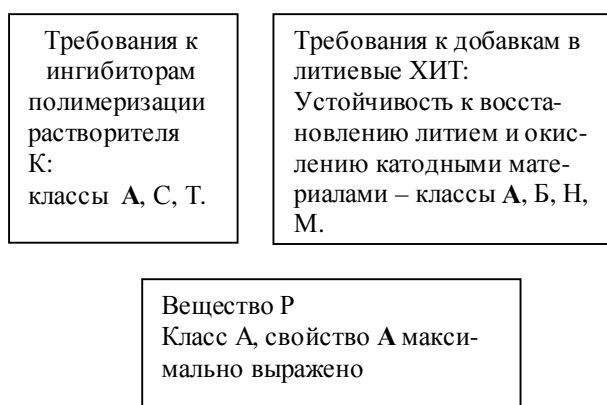 Требования к
ингибиторам
полимеризации
растворителя
К:
классы А, С, Т.
Требования к добавкам в
литиевые ХИТ:
Устойчивость к восста-
новлению литием и окис-
лению катодными мате-
риалами – классы А, Б, Н,
М.
Вещество Р
Класс А, свойство А макси-
мально выражено